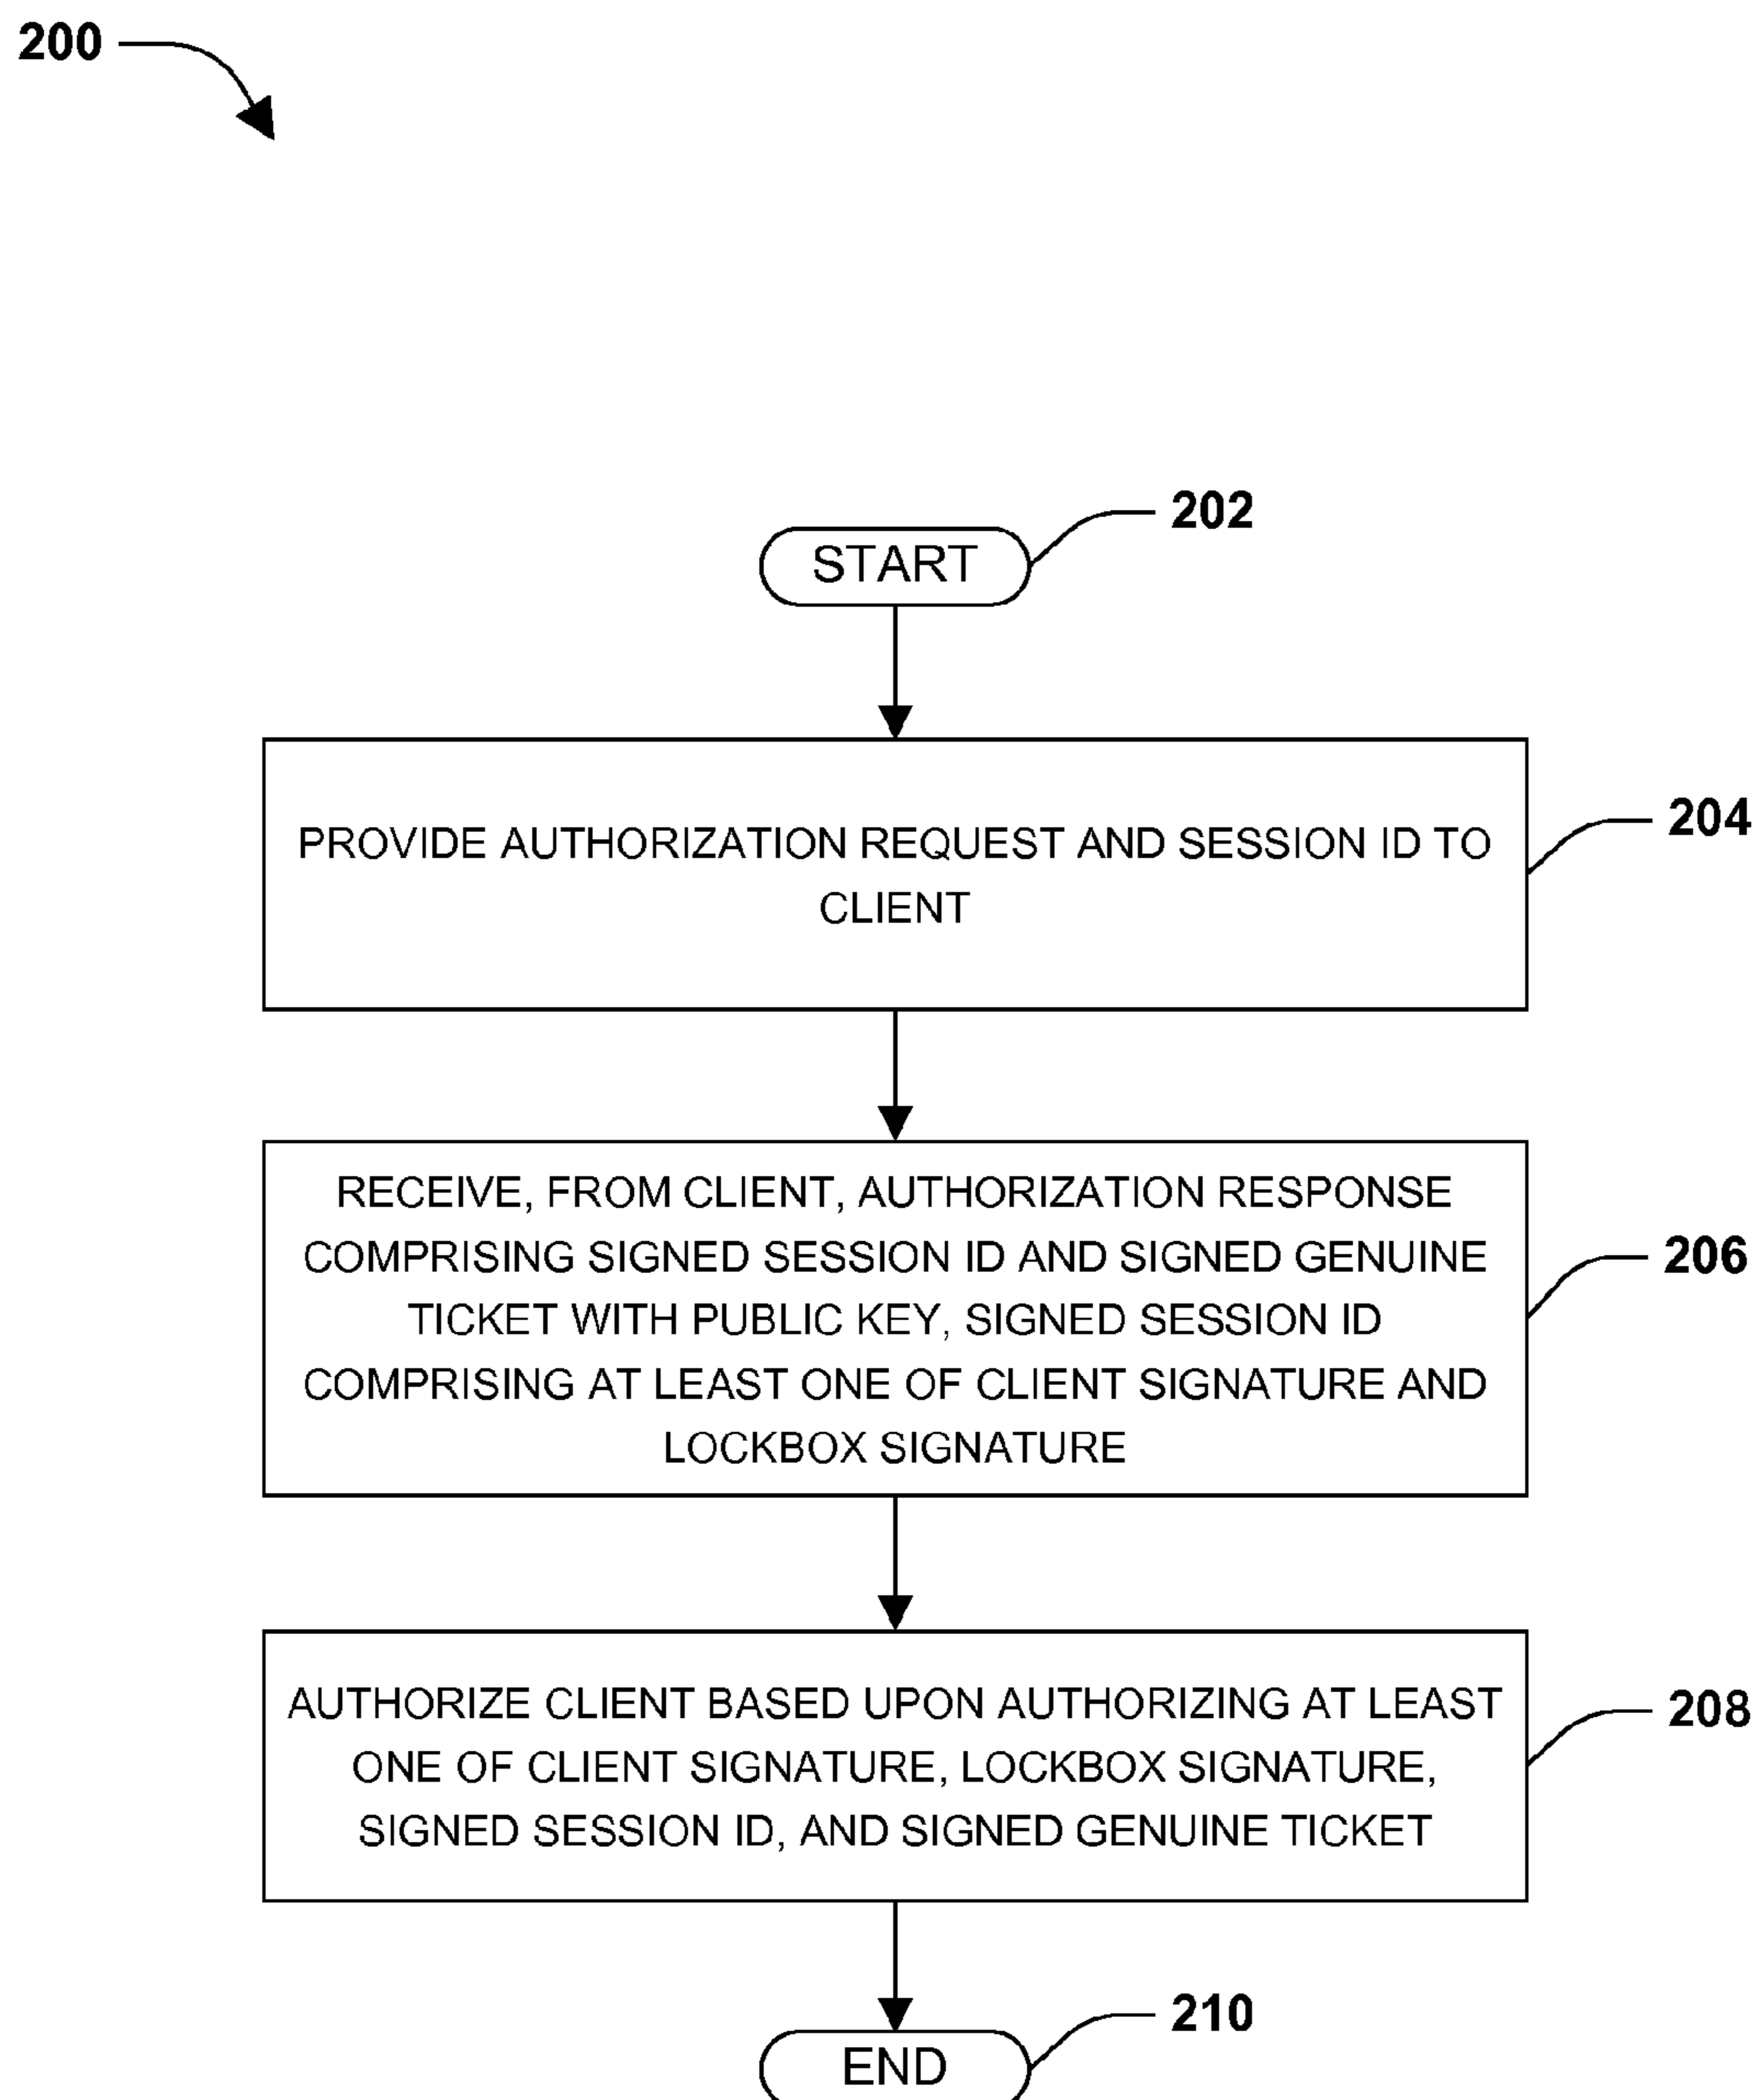 200
START
202
PROVIDE AUTHORIZATION REQUEST AND SESSION ID TO
CLIENT
204
RECEIVE, FROM CLIENT, AUTHORIZATION RESPONSE
COMPRISING SIGNED SESSION ID AND SIGNED GENUINE
TICKET WITH PUBLIC KEY, SIGNED SESSION ID
COMPRISING AT LEAST ONE OF CLIENT SIGNATURE AND
LOCKBOX SIGNATURE
206
AUTHORIZE CLIENT BASED UPON AUTHORIZING AT LEAST
ONE OF CLIENT SIGNATURE, LOCKBOX SIGNATURE,
SIGNED SESSION ID, AND SIGNED GENUINE TICKET
208
END
210